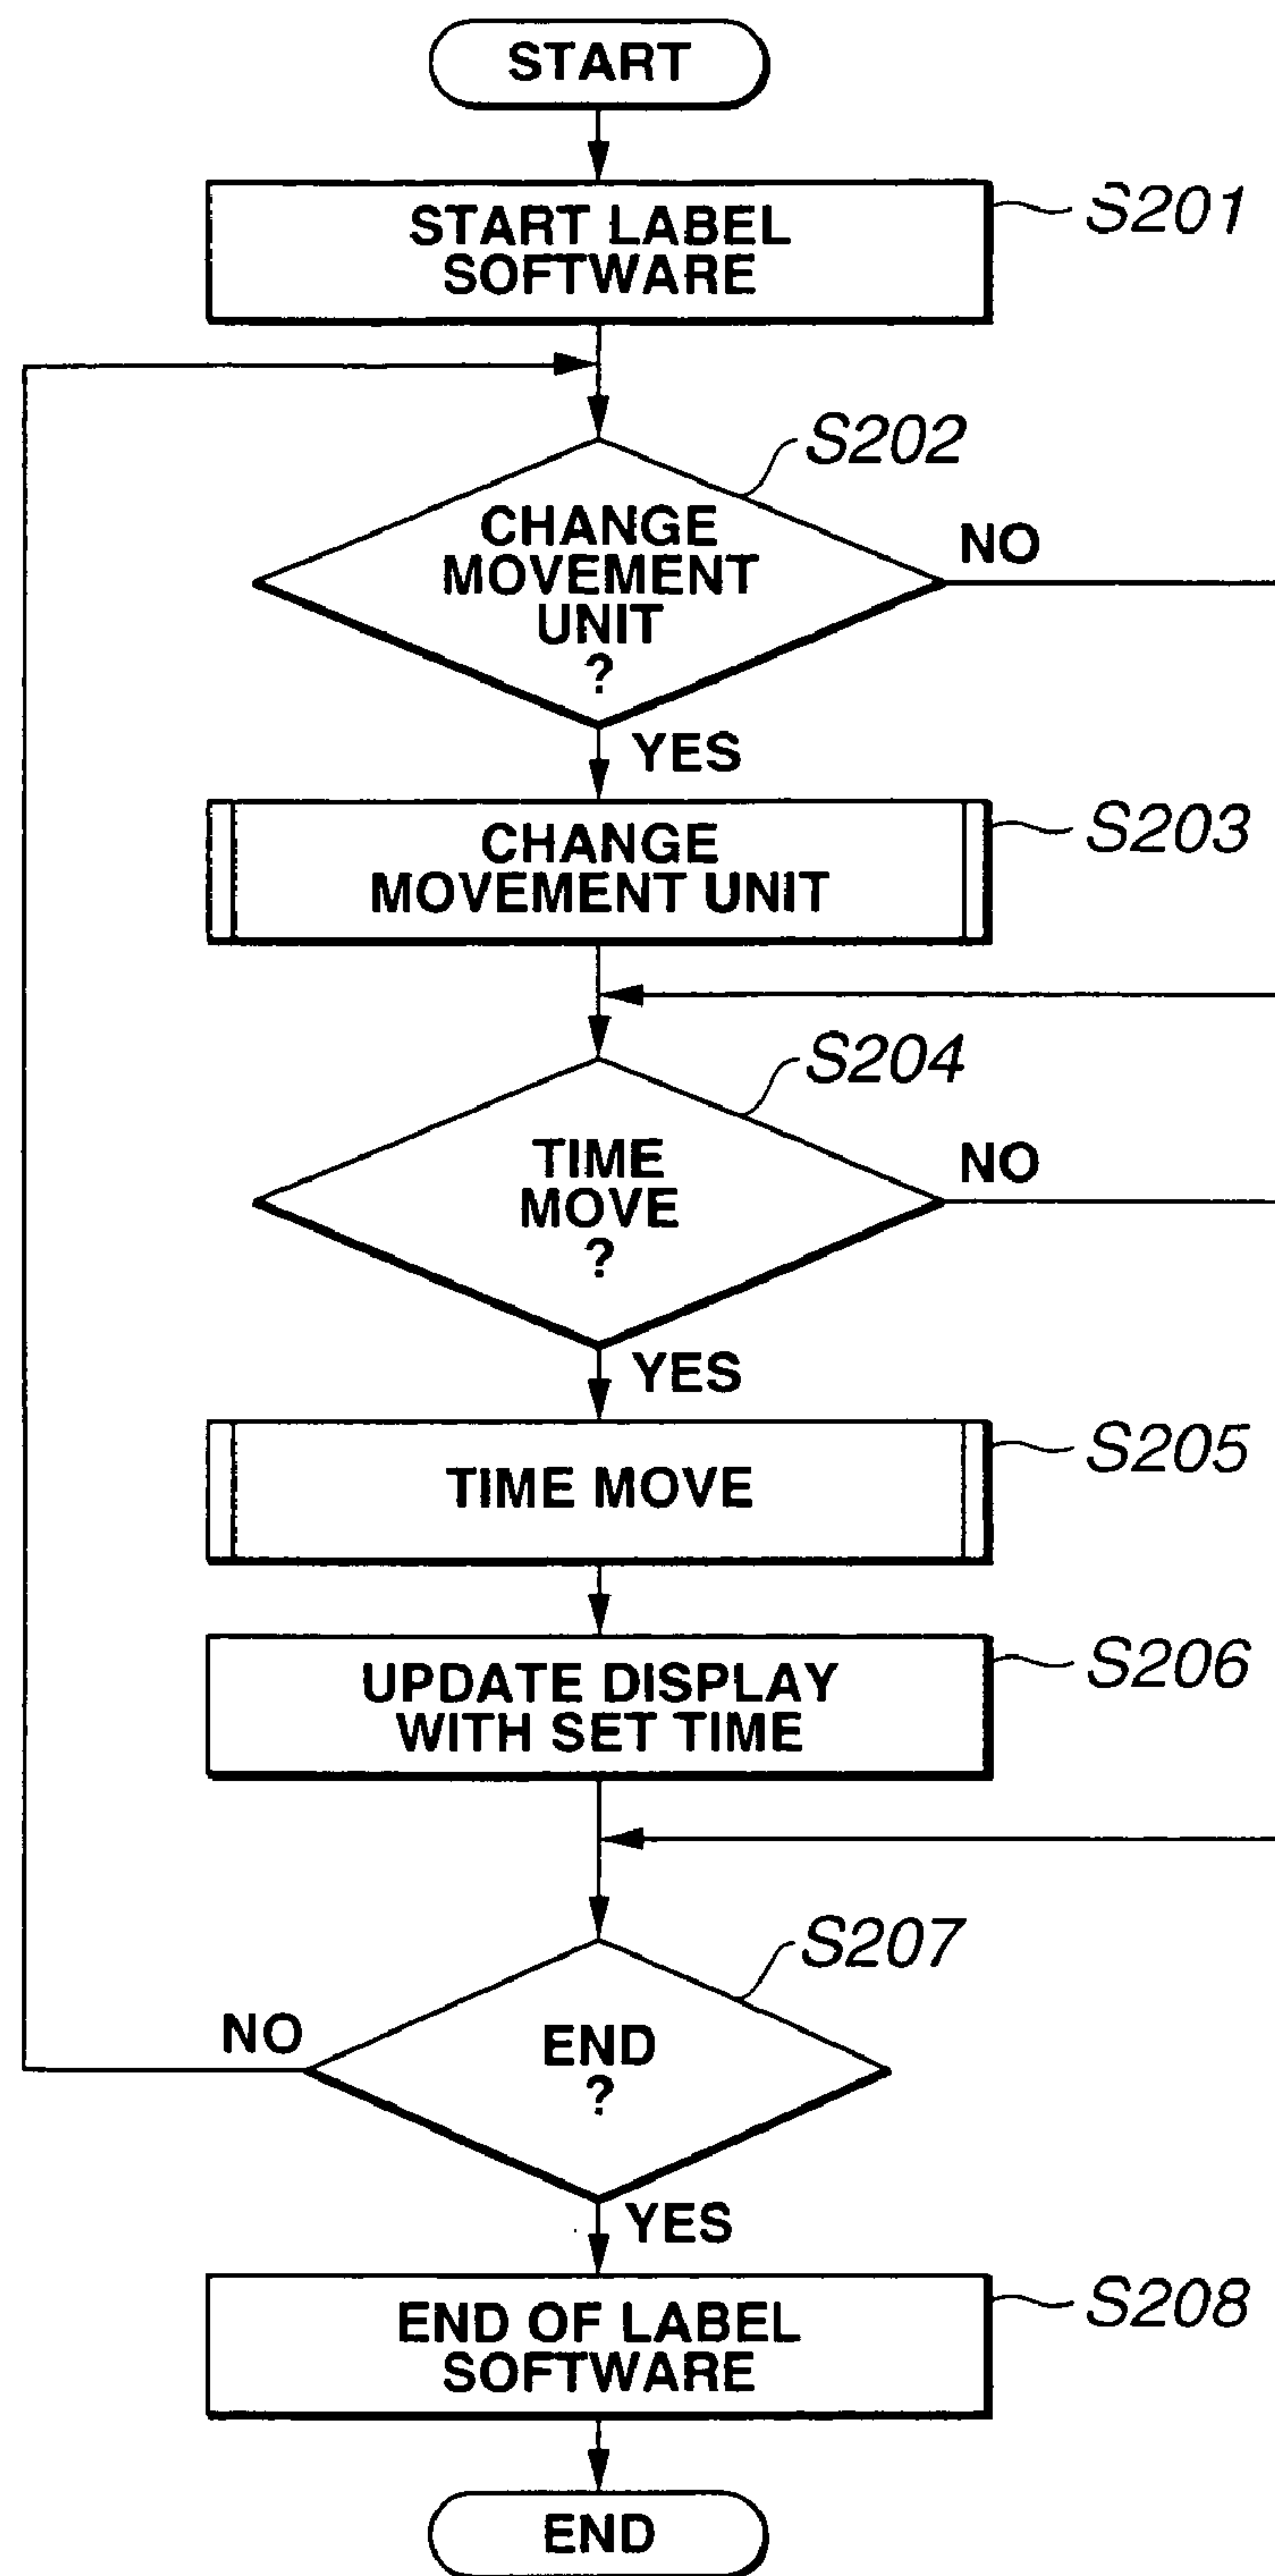 START
START LABEL
SOFTWARE
S201
S202
CHANGE
MOVEMENT
UNIT
?
NO
YES
CHANGE
MOVEMENT UNIT
S203
S204
TIME
MOVE
?
NO
YES
TIME MOVE
S205
UPDATE DISPLAY
WITH SET TIME
S206
S207
END
?
NO
YES
END OF LABEL
SOFTWARE
S208
END